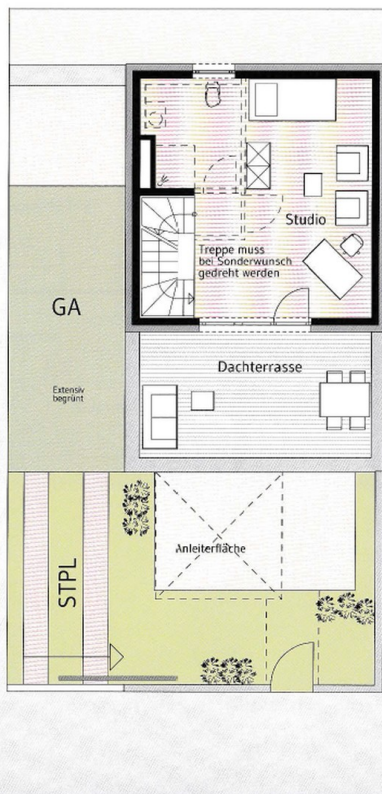 Studio
Treppe muss
bei Sonderwunsch
gedreht werden
GA
Extensiv
begrünt
Dachterrasse
STPL
Anleiterfläche